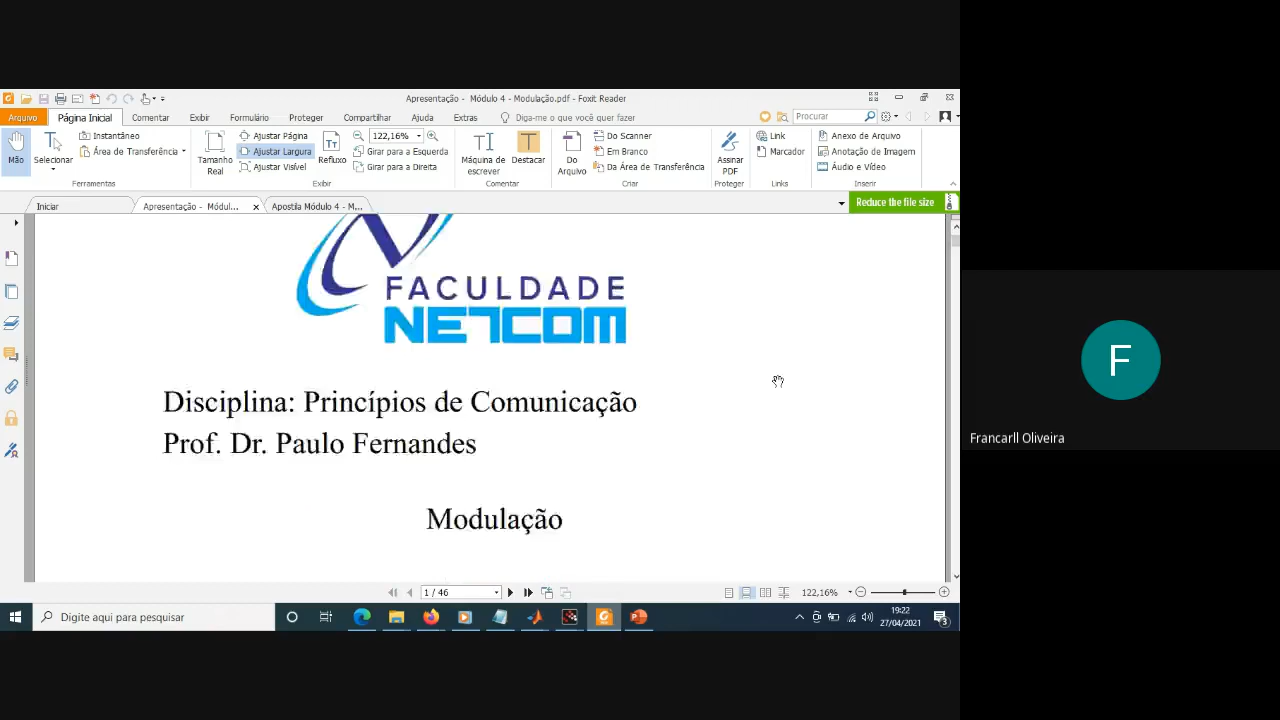 Apresentação - Módulo 4 - Modulação.pdf - Foxit Reader
Arquivo Página Inicial Comentar Exibir Formulário Proteger Compartilhar Ajuda Extras Diga-me o que você quer fazer Procurar
Mão
Selecionar
Instantâneo
Área de Transferência
Ferramentas
Tamanho Real
Ajustar Página
Ajustar Largura
Ajustar Visível
Refluxo
122,16%
Girar para a Esquerda
Girar para a Direita
Exibir
Máquina de escrever
Destacar
Comentar
Do Arquivo
Do Scanner
Em Branco
Da Área de Transferência
Criar
Assinar PDF
Proteger
Link
Marcador
Links
Anexo de Arquivo
Anotação de Imagem
Áudio e Vídeo
Inserir
Iniciar Apresentação - Módul... Apostila Módulo 4 - M... Reduce the file size
FACULDADE
NETCOM
Disciplina: Princípios de Comunicação
Prof. Dr. Paulo Fernandes
Modulação
1 / 46 122,16%
Digite aqui para pesquisar
19:22
27/04/2021
3
F
Francarll Oliveira